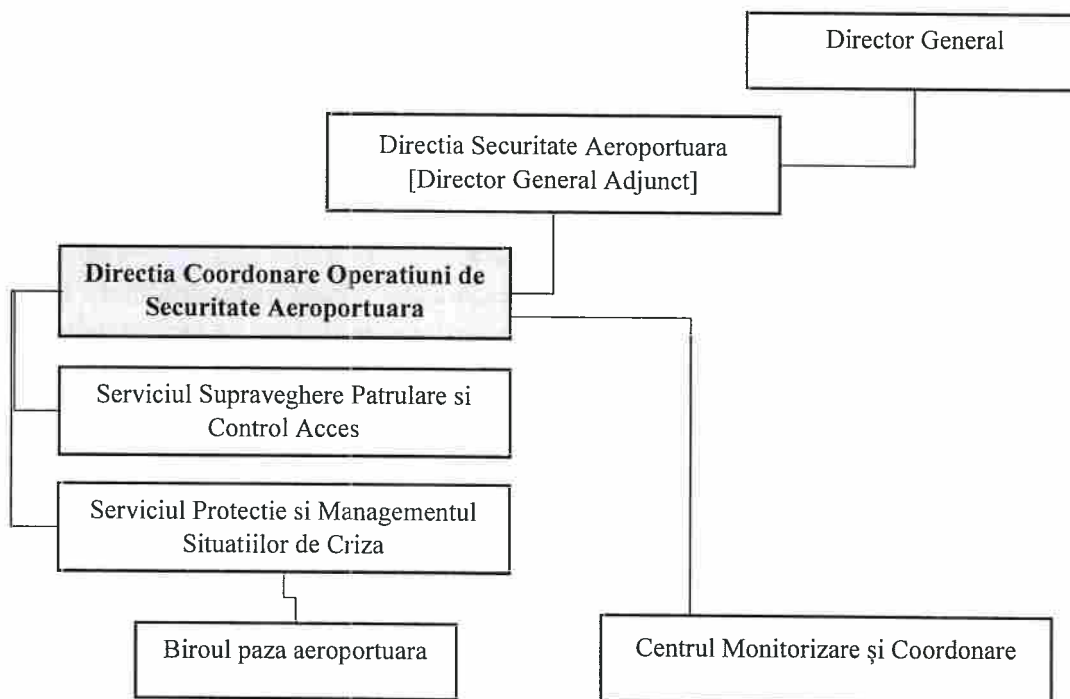 Director General
Directia Securitate Aeroportuara
[Director General Adjunct]
Directia Coordonare Operatiuni de
Securitate Aeroportuara
Serviciul Supraveghere Patrulare si
Control Acces
Serviciul Protectie si Managementul
Situatiilor de Criza
Biroul paza aeroportuara
Centrul Monitorizare și Coordonare